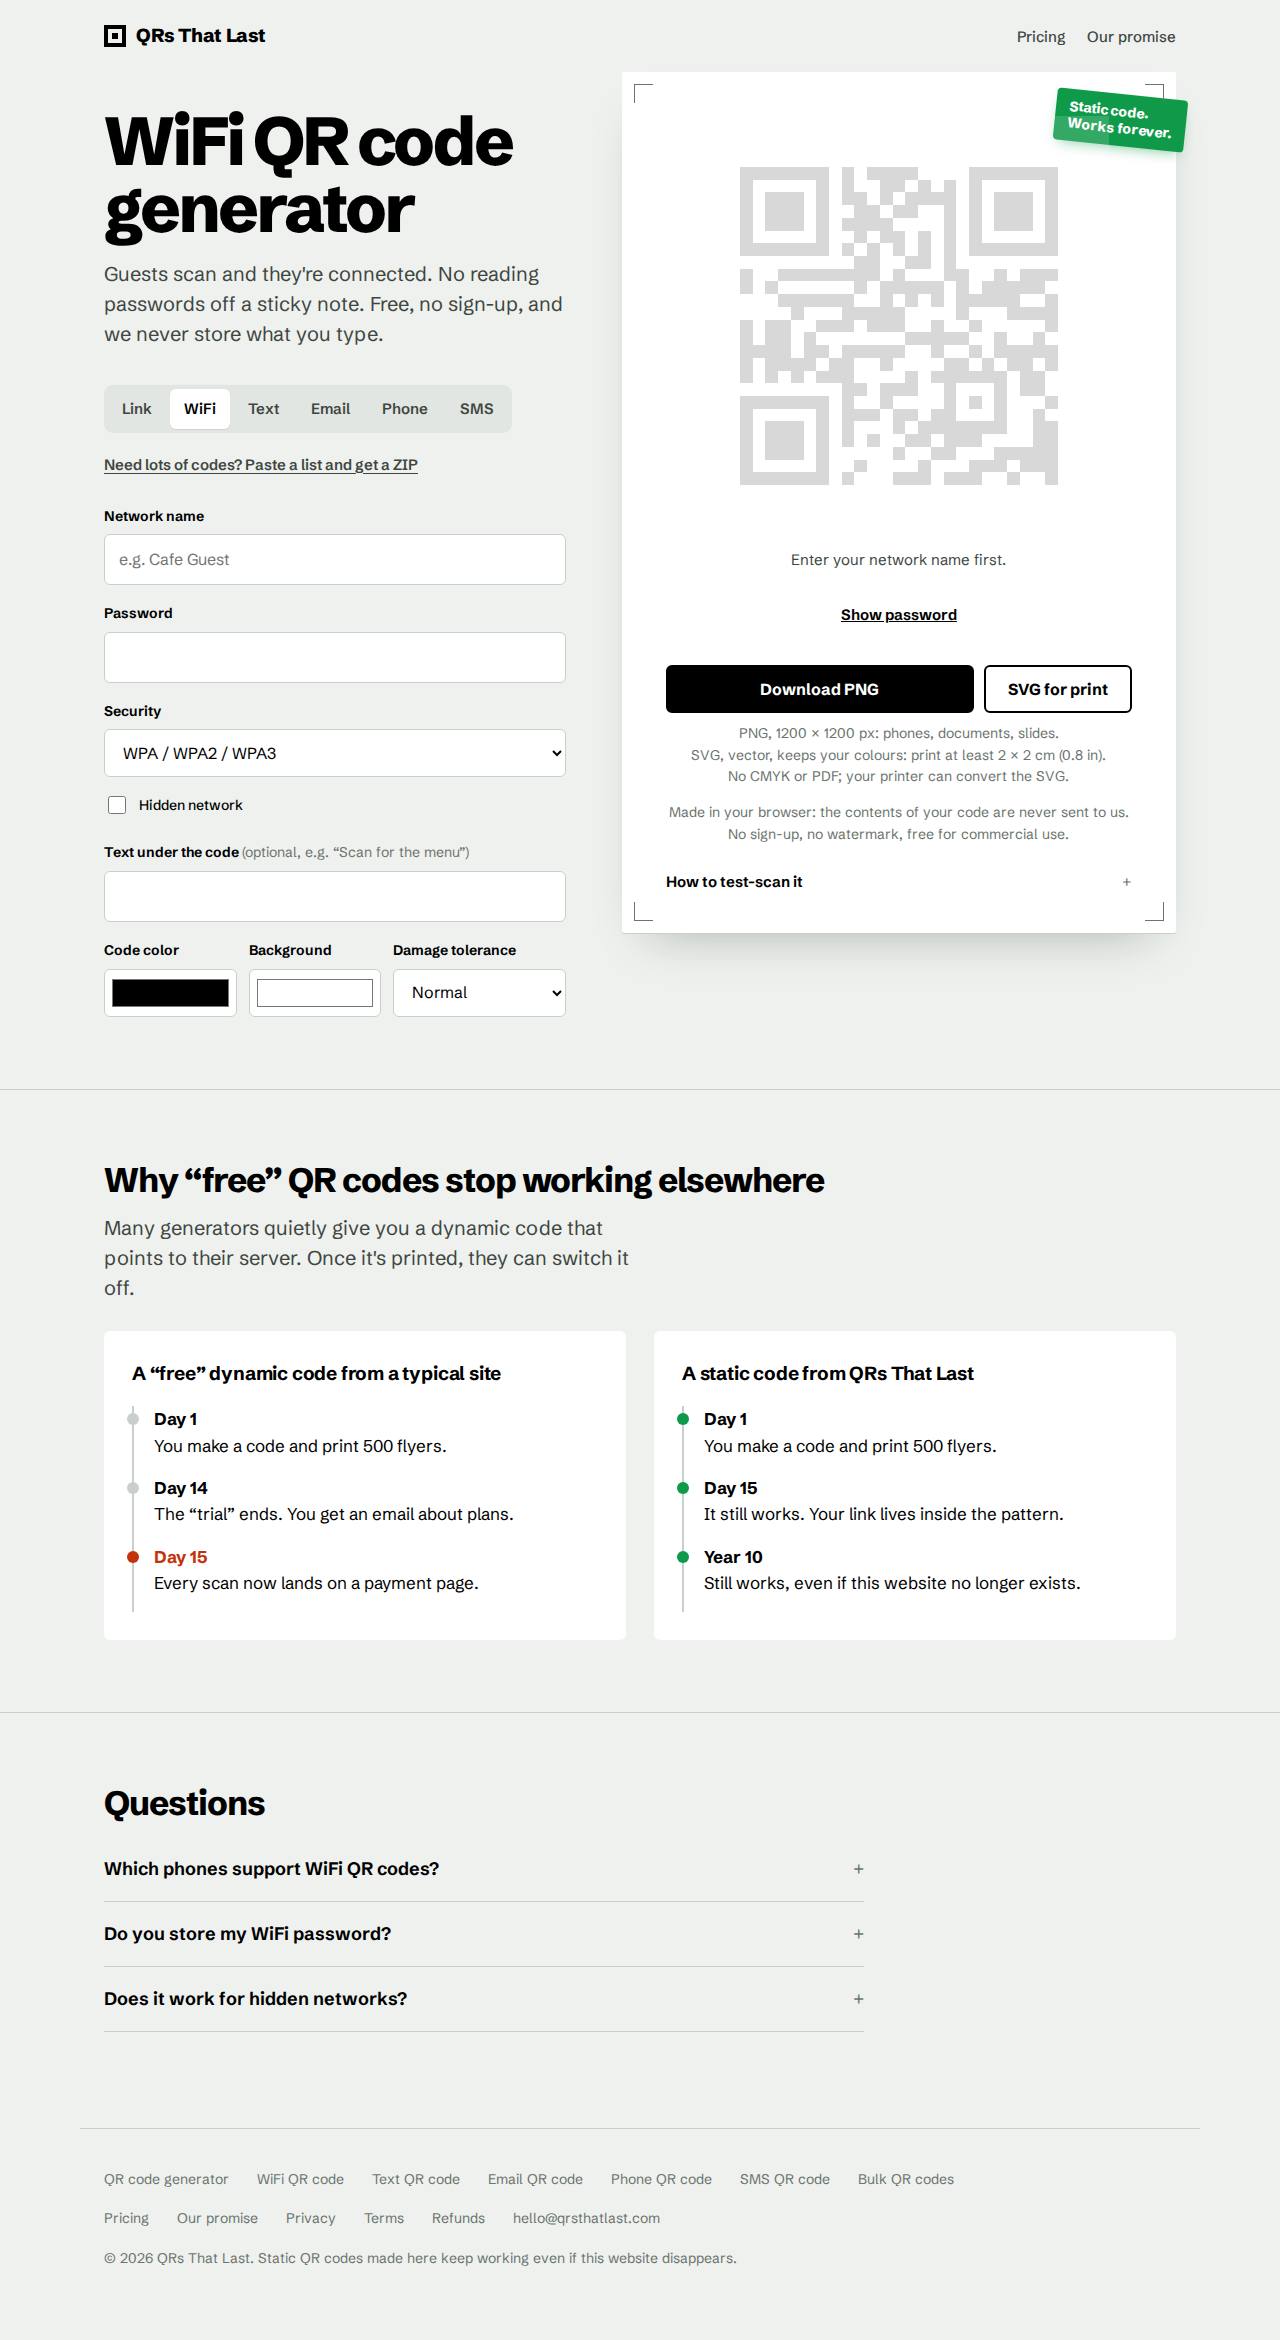 QRs That Last
Pricing
Our promise
WiFi QR code
generator
Guests scan and they're connected. No reading
passwords off a sticky note. Free, no sign-up, and
we never store what you type.
Link
WiFi
Text
Email
Phone
SMS
Need lots of codes? Paste a list and get a ZIP
Network name
e.g. Cafe Guest
Password
Security
WPA / WPA2 / WPA3
Hidden network
Text under the code (optional, e.g. “Scan for the menu”)
Code color
Background
Damage tolerance
Normal
Static code.
Works forever.
Enter your network name first.
Show password
Download PNG
SVG for print
PNG, 1200 × 1200 px: phones, documents, slides.
SVG, vector, keeps your colours: print at least 2 × 2 cm (0.8 in).
No CMYK or PDF; your printer can convert the SVG.
Made in your browser: the contents of your code are never sent to us.
No sign-up, no watermark, free for commercial use.
How to test-scan it
+
Why “free” QR codes stop working elsewhere
Many generators quietly give you a dynamic code that
points to their server. Once it's printed, they can switch it
off.
A “free” dynamic code from a typical site
Day 1
You make a code and print 500 flyers.
Day 14
The “trial” ends. You get an email about plans.
Day 15
Every scan now lands on a payment page.
A static code from QRs That Last
Day 1
You make a code and print 500 flyers.
Day 15
It still works. Your link lives inside the pattern.
Year 10
Still works, even if this website no longer exists.
Questions
Which phones support WiFi QR codes?
+
Do you store my WiFi password?
+
Does it work for hidden networks?
+
QR code generator
WiFi QR code
Text QR code
Email QR code
Phone QR code
SMS QR code
Bulk QR codes
Pricing
Our promise
Privacy
Terms
Refunds
hello@qrsthatlast.com
© 2026 QRs That Last. Static QR codes made here keep working even if this website disappears.